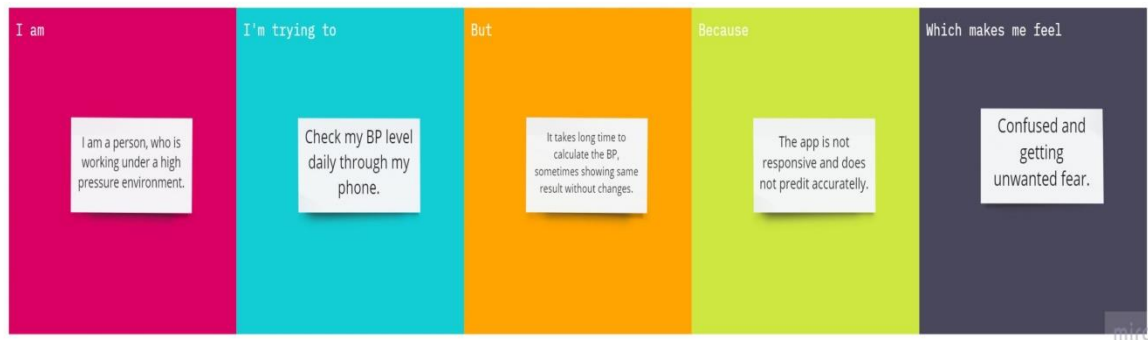 I am
I'm trying to
But
Because
Which makes me feel
I am a person, who is
working under a high
pressure environment.
Check my BP level
daily through my
phone.
It takes long time to
calculate the BP,
sometimes showing same
result without changes.
The app is not
responsive and does
not predit accuratelly.
Confused and
getting
unwanted fear.
miro